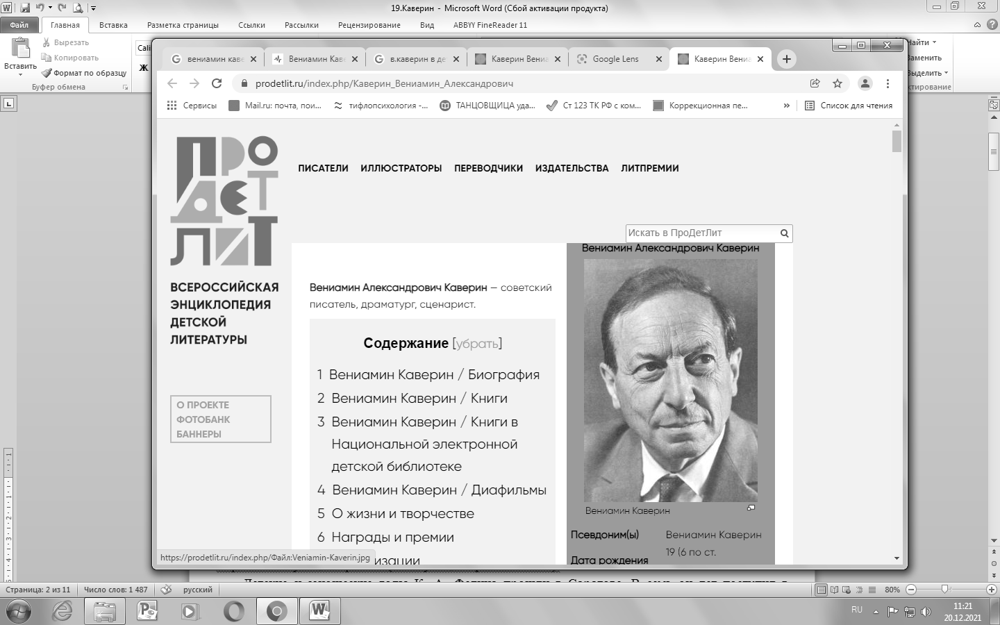 19.Каверин - Microsoft Word (Сбой активации продукта)
Файл Главная Вставка Разметка страницы Ссылки Рассылки Рецензирование Вид ABBYY FineReader 11
Вставить
Вырезать
Копировать
Формат по образцу
Буфер обмена
Cali
Ж
Найти
Заменить
Выделить
вениамин каве
Вениамин Каве
в.каверин в де
Каверин Вениа
Google Lens
Каверин Вениа
prodetlit.ru/index.php/Каверин_Вениамин_Александрович
Сервисы Mail.ru: почта, пои... тифлопсихология -... ТАНЦОВЩИЦА уда... Ст 123 ТК РФ с ком... Коррекционная пе... » Список для чтения
ПРО
ДЕТ
ЛИТ
ВСЕРОССИЙСКАЯ
ЭНЦИКЛОПЕДИЯ
ДЕТСКОЙ
ЛИТЕРАТУРЫ
О ПРОЕКТЕ
ФОТОБАНК
БАННЕРЫ
ПИСАТЕЛИ ИЛЛЮСТРАТОРЫ ПЕРЕВОДЧИКИ ИЗДАТЕЛЬСТВА ЛИТПРЕМИИ
Искать в ПроДетЛит
Вениамин Александрович Каверин — советский
писатель, драматург, сценарист.
Содержание [убрать]
1 Вениамин Каверин / Биография
2 Вениамин Каверин / Книги
3 Вениамин Каверин / Книги в
Национальной электронной
детской библиотеке
4 Вениамин Каверин / Диафильмы
5 О жизни и творчестве
6 Награды и премии
Вениамин Александрович Каверин
Вениамин Каверин
Псевдоним(ы) Вениамин Каверин
19 (6 по ст.
Дата рождения
https://prodetlit.ru/index.php/Файл:Veniamin-Kaverin.jpg
Страница: 2 из 11 Число слов: 1 487 русский 80%
RU
11:21
20.12.2021